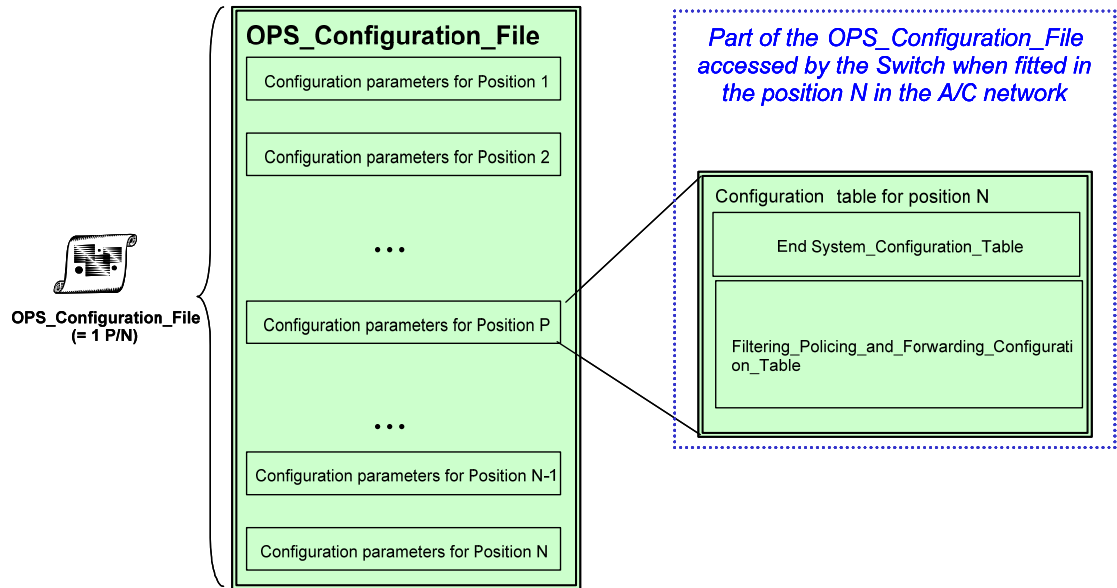 OPS_Configuration_File
(= 1 P/N)
OPS_Configuration_File
Configuration parameters for Position 1
Configuration parameters for Position 2
...
Configuration parameters for Position P
...
Configuration parameters for Position N-1
Configuration parameters for Position N
Part of the OPS_Configuration_File
accessed by the Switch when fitted in
the position N in the A/C network
Configuration table for position N
End System_Configuration_Table
Filtering_Policing_and_Forwarding_Configurati
on_Table